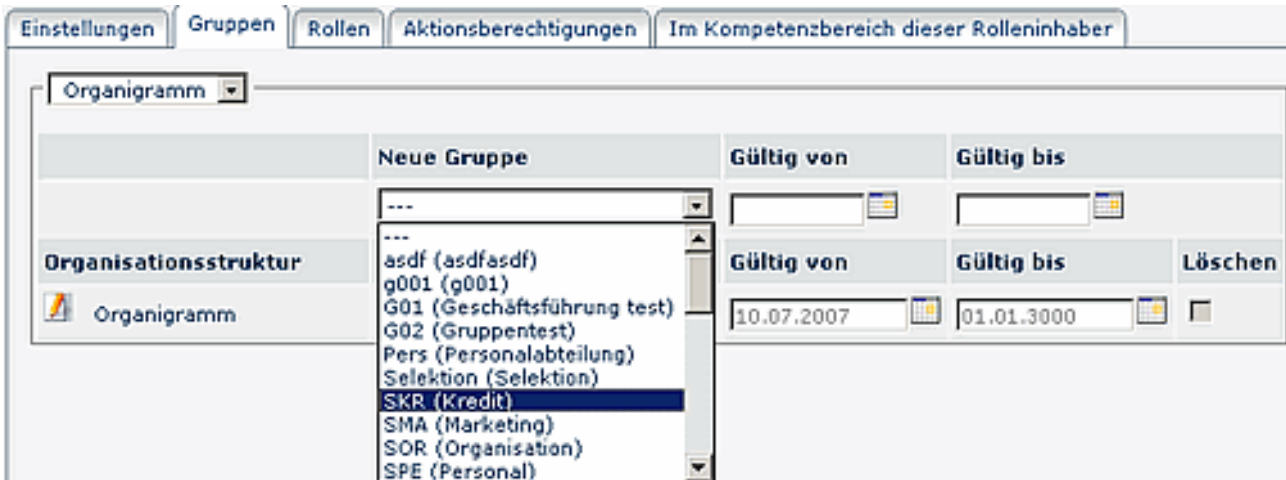 Einstellungen Gruppen Rollen Aktionsberechtigungen Im Kompetenzbereich dieser Rolleninhaber
Organigramm
Neue Gruppe Gültig von Gültig bis
---
---
asdf (asdfasdf)
g001 (g001)
G01 (Geschäftsführung test)
G02 (Gruppentest)
Pers (Personalabteilung)
Selektion (Selektion)
SKR (Kredit)
SMA (Marketing)
SOR (Organisation)
SPE (Personal)
Organisationsstruktur Gültig von Gültig bis Löschen
Organigramm 10.07.2007 01.01.3000